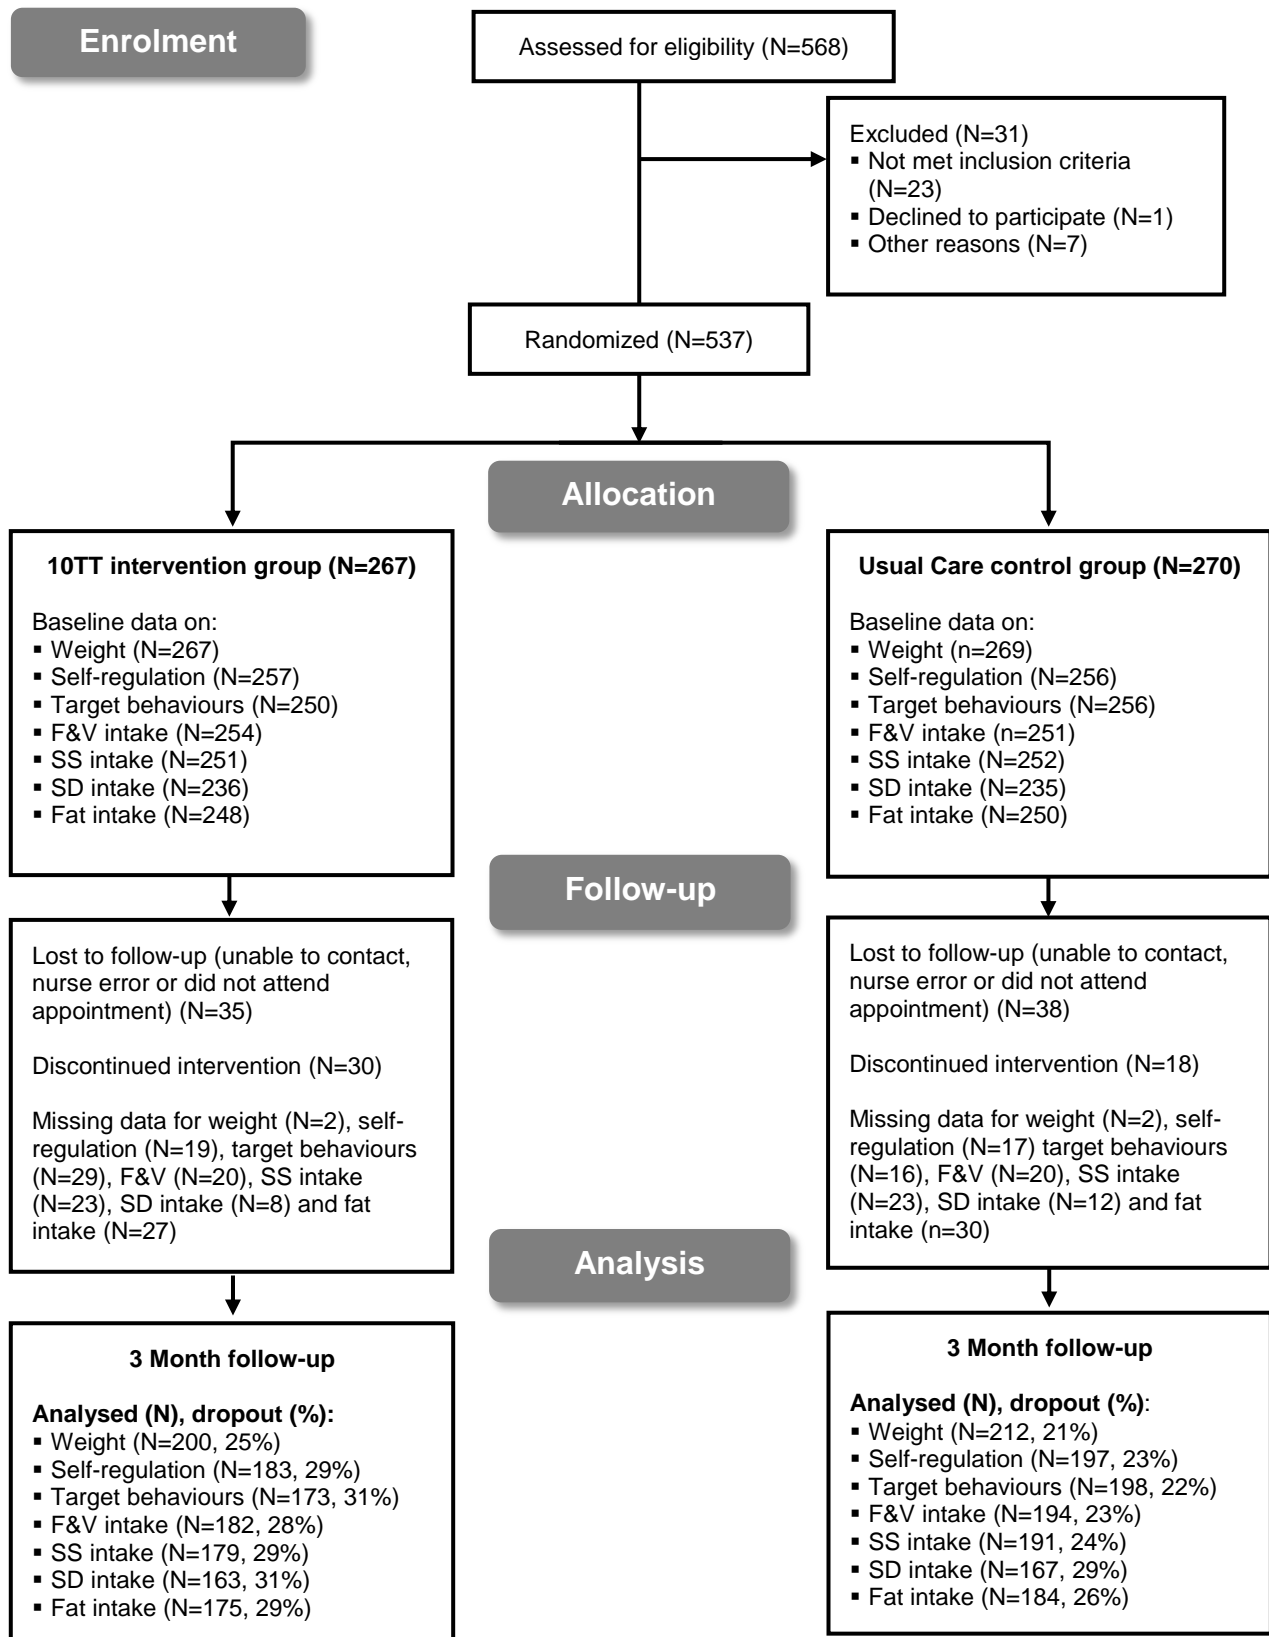 Enrolment
Assessed for eligibility (N=568)
Excluded (N=31)
▪ Not met inclusion criteria
(N=23)
▪ Declined to participate (N=1)
▪ Other reasons (N=7)
Randomized (N=537)
Allocation
10TT intervention group (N=267)
Baseline data on:
▪ Weight (N=267)
▪ Self-regulation (N=257)
▪ Target behaviours (N=250)
▪ F&V intake (N=254)
▪ SS intake (N=251)
▪ SD intake (N=236)
▪ Fat intake (N=248)
Usual Care control group (N=270)
Baseline data on:
▪ Weight (n=269)
▪ Self-regulation (N=256)
▪ Target behaviours (N=256)
▪ F&V intake (n=251)
▪ SS intake (N=252)
▪ SD intake (N=235)
▪ Fat intake (N=250)
Follow-up
Lost to follow-up (unable to contact,
nurse error or did not attend
appointment) (N=35)
Discontinued intervention (N=30)
Missing data for weight (N=2), self-
regulation (N=19), target behaviours
(N=29), F&V (N=20), SS intake
(N=23), SD intake (N=8) and fat
intake (N=27)
Lost to follow-up (unable to contact,
nurse error or did not attend
appointment) (N=38)
Discontinued intervention (N=18)
Missing data for weight (N=2), self-
regulation (N=17) target behaviours
(N=16), F&V (N=20), SS intake
(N=23), SD intake (N=12) and fat
intake (n=30)
Analysis
3 Month follow-up
Analysed (N), dropout (%):
▪ Weight (N=200, 25%)
▪ Self-regulation (N=183, 29%)
▪ Target behaviours (N=173, 31%)
▪ F&V intake (N=182, 28%)
▪ SS intake (N=179, 29%)
▪ SD intake (N=163, 31%)
▪ Fat intake (N=175, 29%)
3 Month follow-up
Analysed (N), dropout (%):
▪ Weight (N=212, 21%)
▪ Self-regulation (N=197, 23%)
▪ Target behaviours (N=198, 22%)
▪ F&V intake (N=194, 23%)
▪ SS intake (N=191, 24%)
▪ SD intake (N=167, 29%)
▪ Fat intake (N=184, 26%)